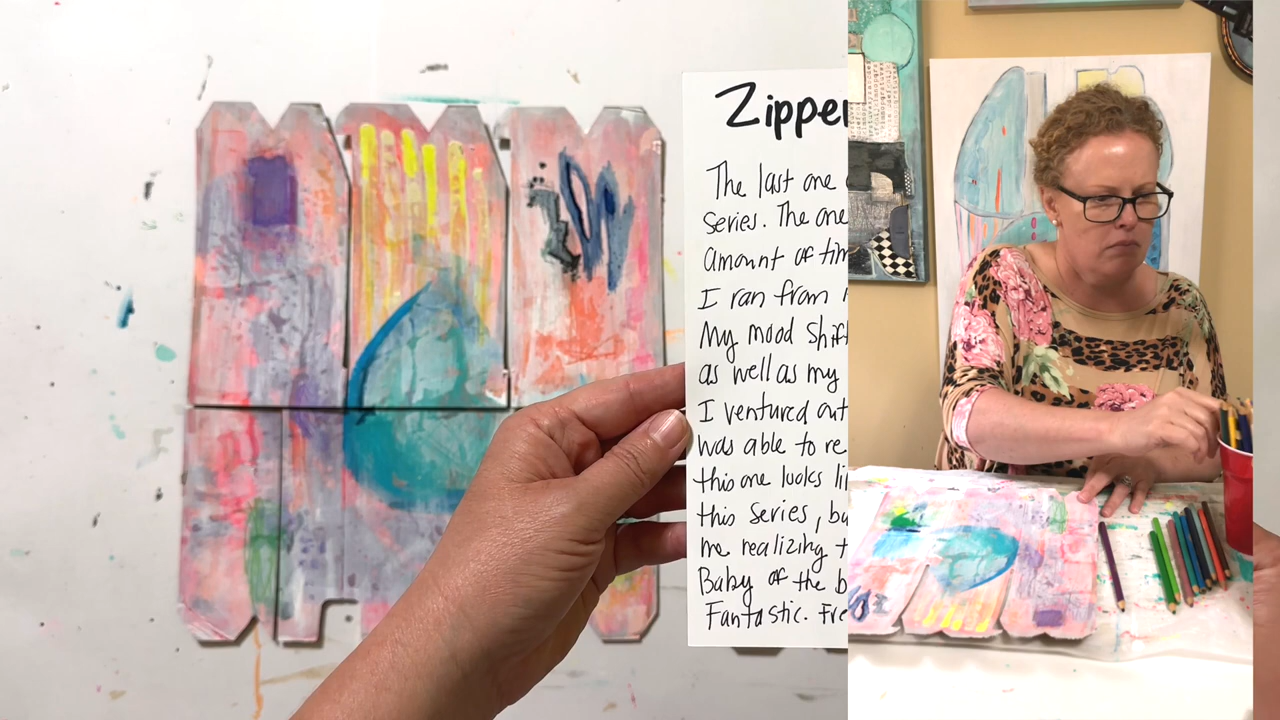 Zipper
The last one
series. The one
amount of tim
I ran from
My mood shift
as well as my
I ventured out
was able to re
this one looks li
this series, bu
me realizing t
Baby of the b
Fantastic. Fre